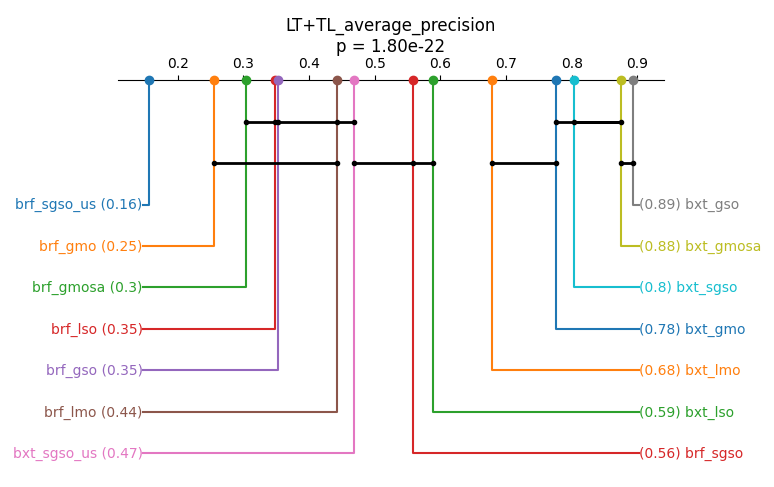 LT+TL_average_precision
p = 1.80e-22
0.2 0.3 0.4 0.5 0.6 0.7 0.8 0.9
brf_sgso_us (0.16) (0.89) bxt_gso
brf_gmo (0.25) (0.88) bxt_gmosa
brf_gmosa (0.3) (0.8) bxt_sgso
brf_lso (0.35) (0.78) bxt_gmo
brf_gso (0.35) (0.68) bxt_lmo
brf_lmo (0.44) (0.59) bxt_lso
bxt_sgso_us (0.47) (0.56) brf_sgso